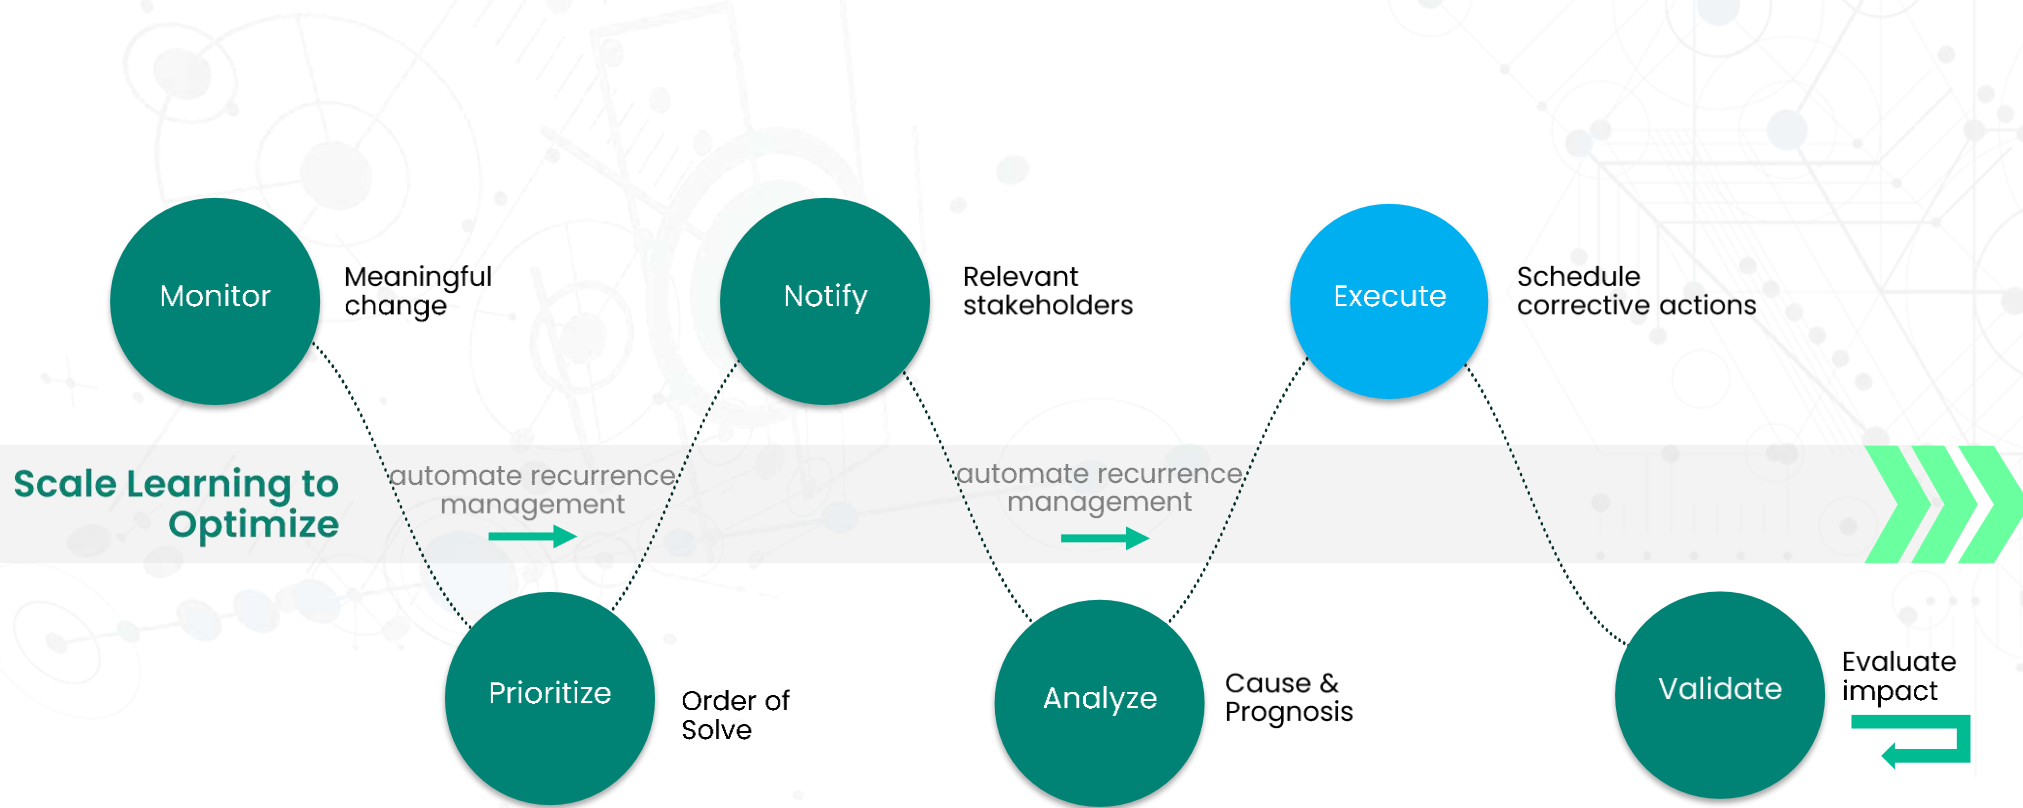 Monitor
Meaningful
change
Notify
Relevant
stakeholders
Execute
Schedule
corrective actions
Scale Learning to
Optimize
automate recurrence
management
automate recurrence
management
Prioritize
Order of
Solve
Analyze
Cause &
Prognosis
Validate
Evaluate
impact